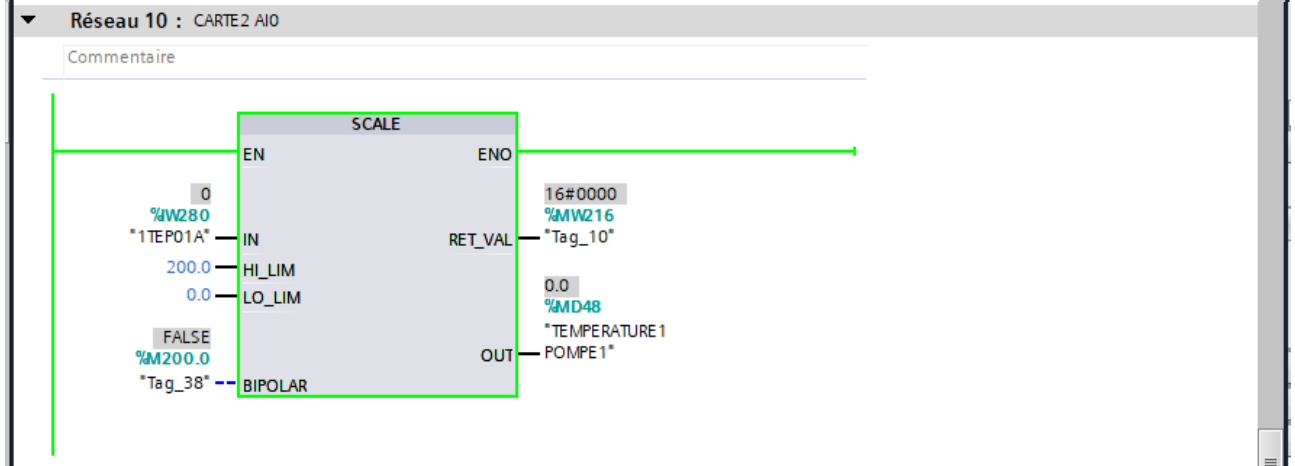 Réseau 10 : CARTE2 AI0
Commentaire
SCALE
EN ENO
0
%IW280
"1TEP01A" IN
200.0 HI_LIM
0.0 LO_LIM
FALSE
%M200.0
"Tag_38" BIPOLAR
16#0000
%MW216
RET_VAL "Tag_10"
0.0
%MD48
"TEMPERATURE1
OUT POMPE1"